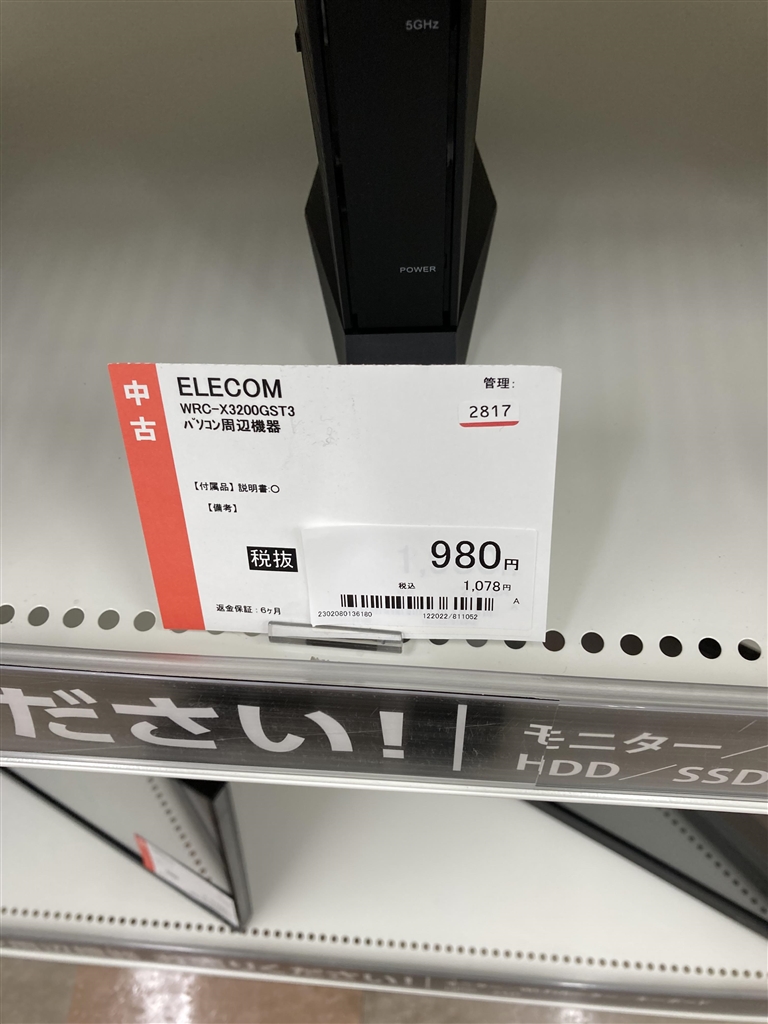 5GHz
POWER
中古
ELECOM
管理:
WRC-X3200GST3
2817
パソコン周辺機器
【付属品】説明書:○
【備考】
税抜
980円
税込
1,078円
A
返金保証:6ヶ月
2302080136180
122022/811052
ださい!
モニター/
HDD/SSD